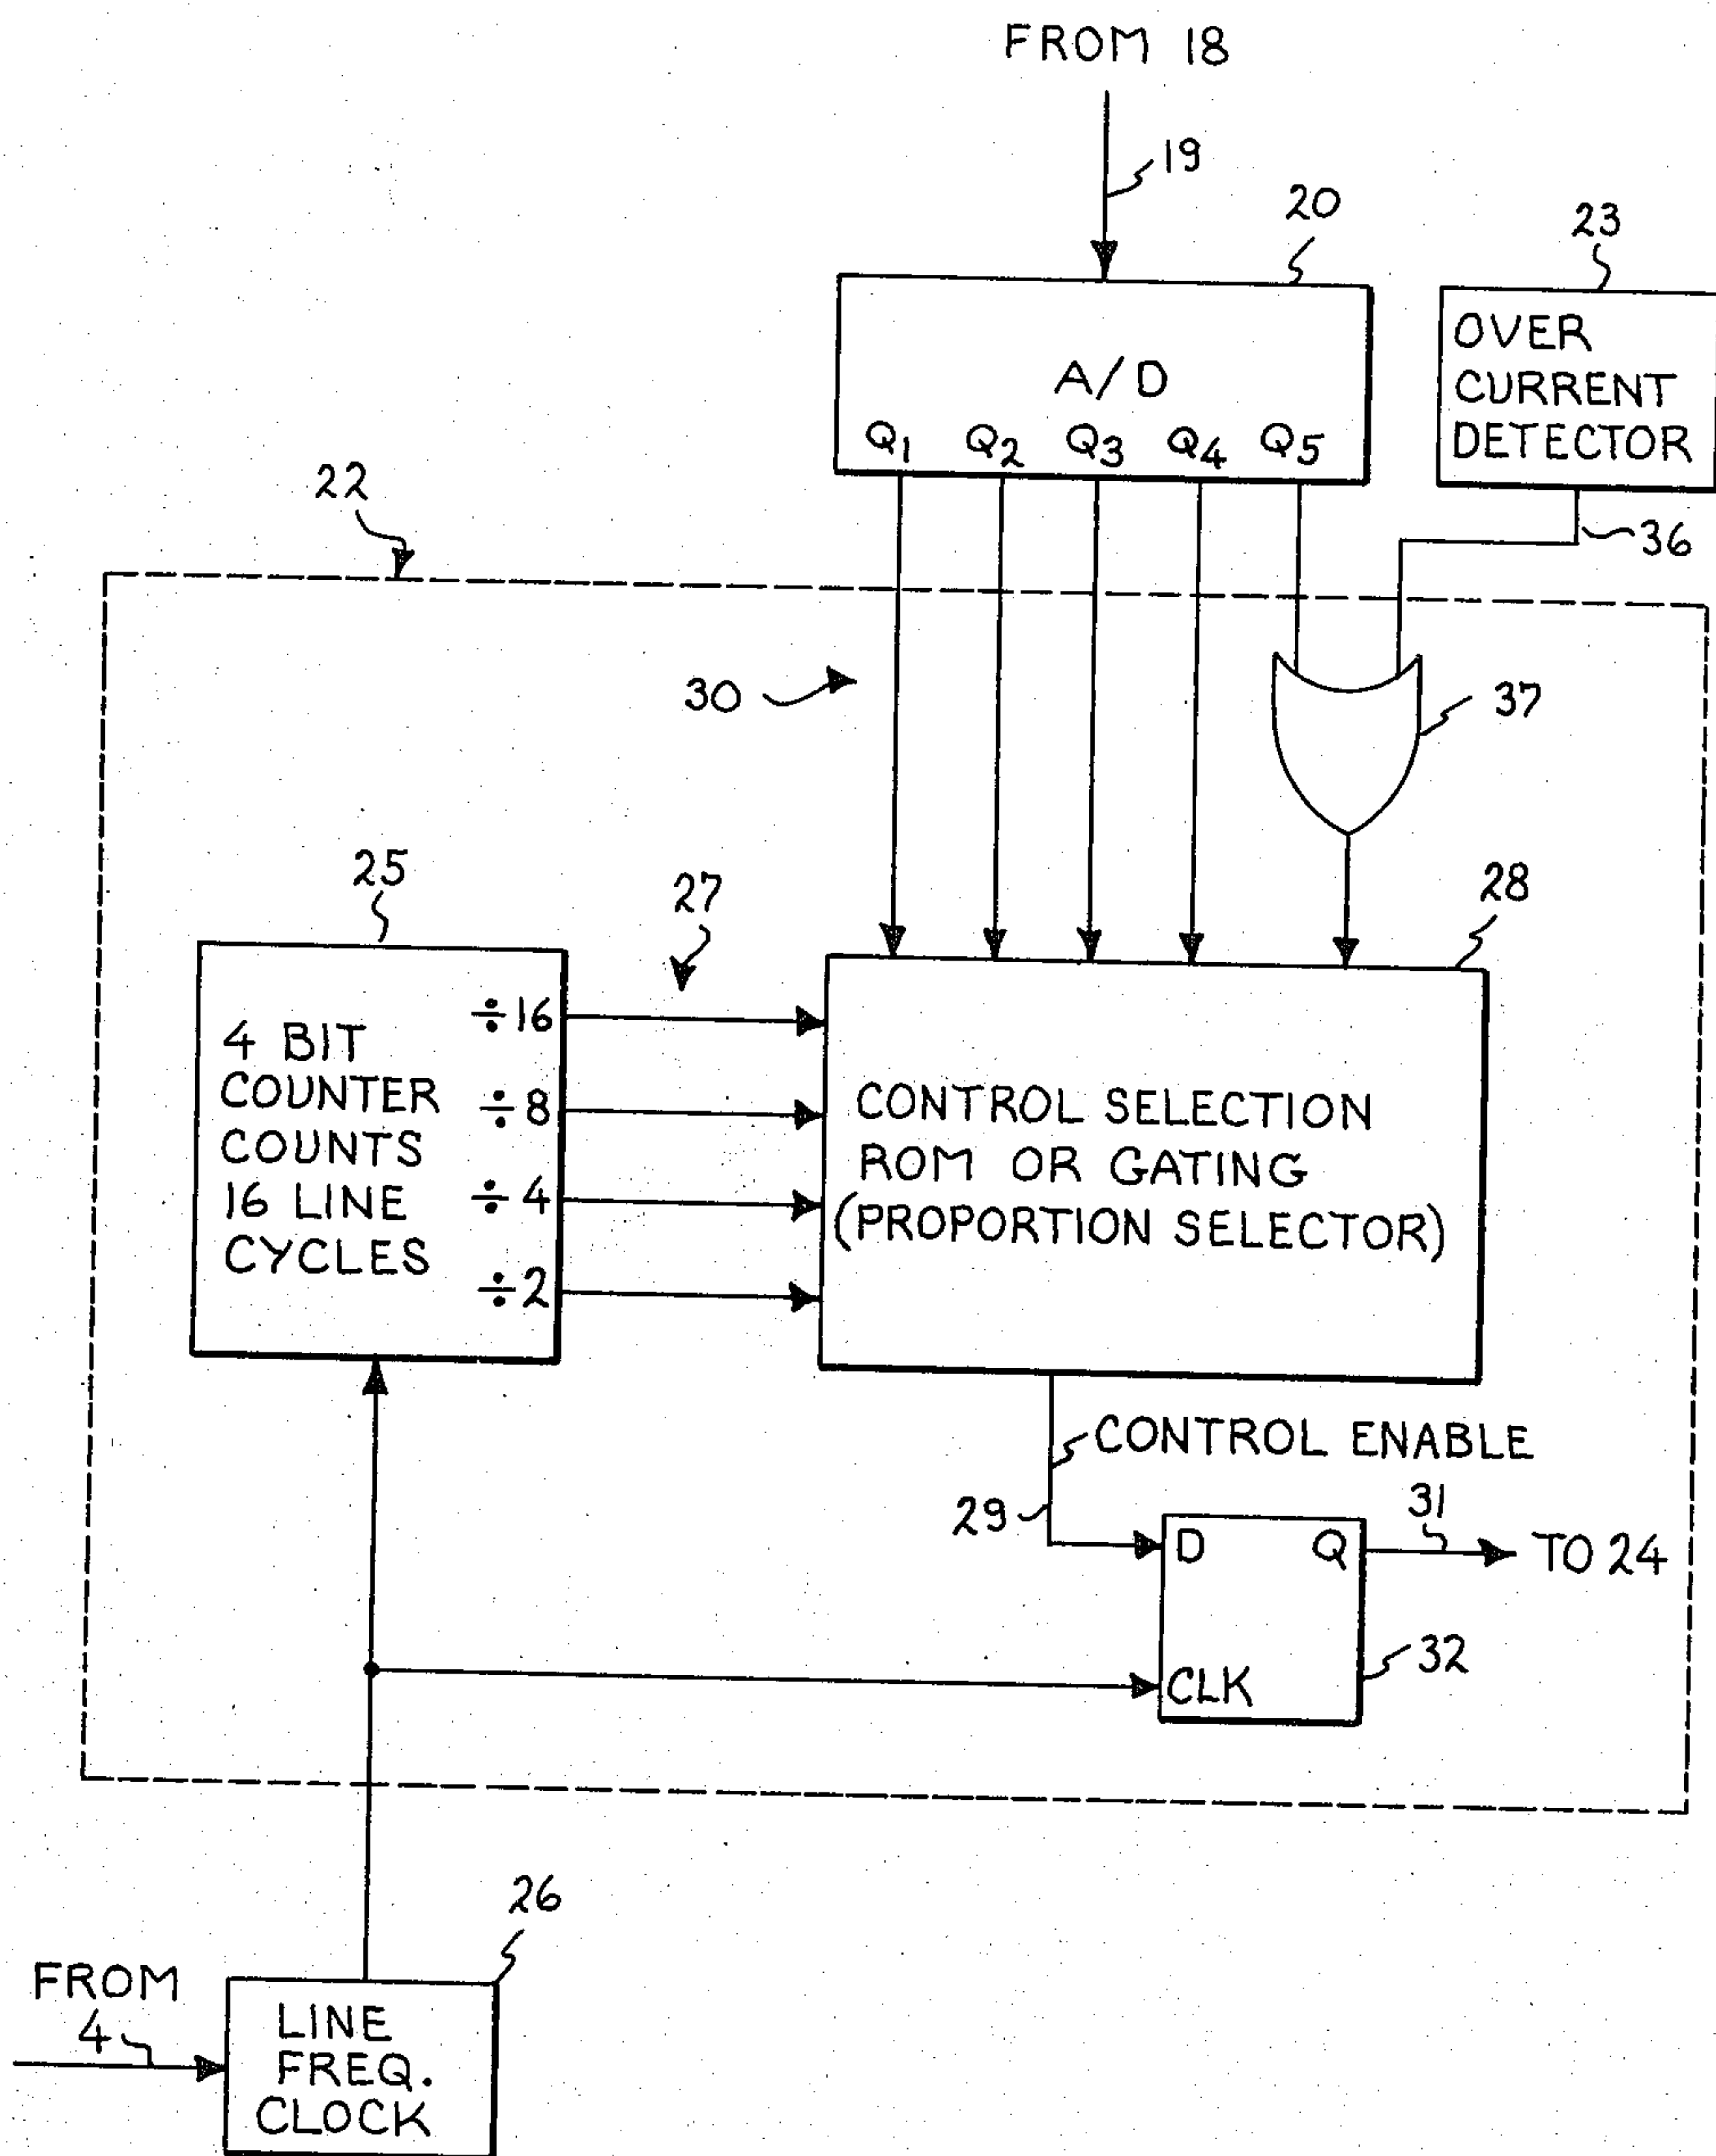 FROM 18
19
20
23
A/D
Q1 Q2 Q3 Q4 Q5
OVER
CURRENT
DETECTOR
22
36
30
37
25
27
28
4 BIT
COUNTER
COUNTS
16 LINE
CYCLES
÷16
÷8
÷4
÷2
CONTROL SELECTION
ROM OR GATING
(PROPORTION SELECTOR)
CONTROL ENABLE
29
31
D Q
TO 24
CLK
32
26
FROM
4
LINE
FREQ.
CLOCK